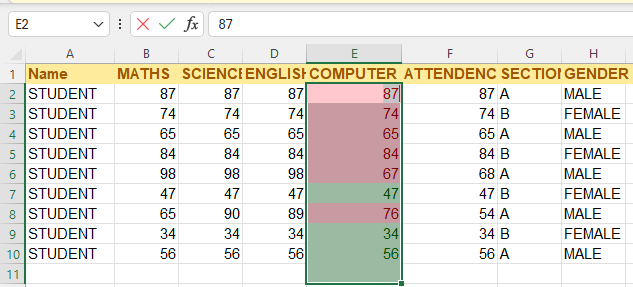 E2 fx 87
A B C D E F G H
1 Name MATHS SCIENCE ENGLISH COMPUTER ATTENDENC SECTION GENDER
2 STUDENT 87 87 87 87 87 A MALE
3 STUDENT 74 74 74 74 74 B FEMALE
4 STUDENT 65 65 65 65 65 A MALE
5 STUDENT 84 84 84 84 84 B FEMALE
6 STUDENT 98 98 98 67 68 A MALE
7 STUDENT 47 47 47 47 47 B FEMALE
8 STUDENT 65 90 89 76 54 A MALE
9 STUDENT 34 34 34 34 34 B FEMALE
10 STUDENT 56 56 56 56 56 A MALE
11